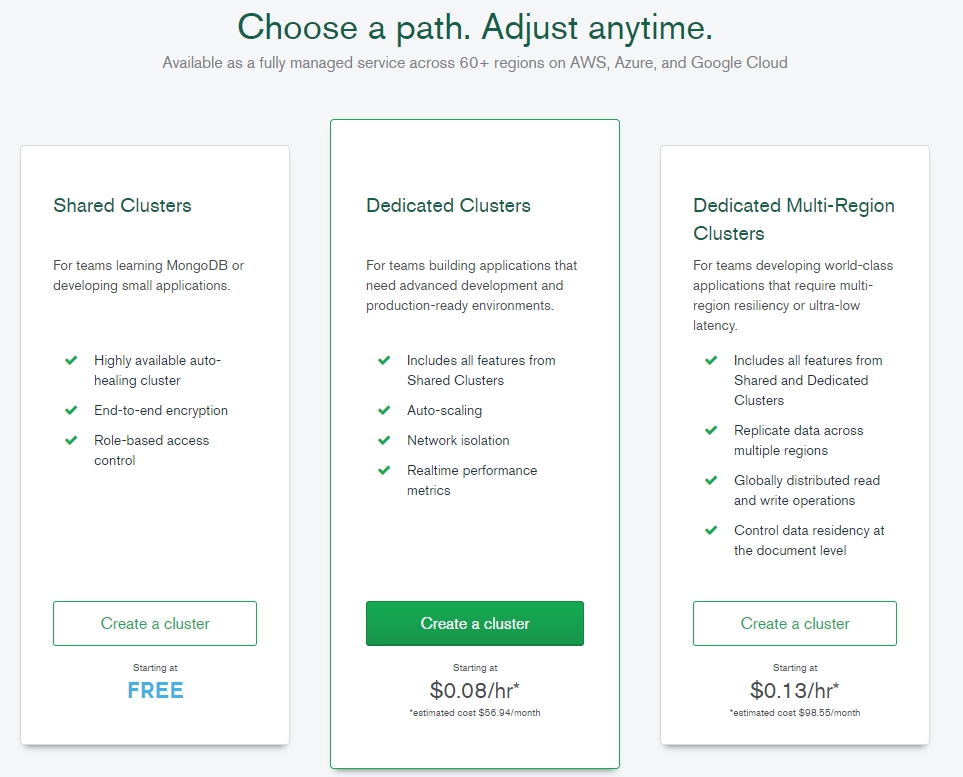 Choose a path. Adjust anytime.
Available as a fully managed service across 60+ regions on AWS, Azure, and Google Cloud
Shared Clusters
For teams learning MongoDB or
developing small applications.
Highly available auto-
healing cluster
End-to-end encryption
Role-based access
control
Create a cluster
Starting at
FREE
Dedicated Clusters
For teams building applications that
need advanced development and
production-ready environments.
Includes all features from
Shared Clusters
Auto-scaling
Network isolation
Realtime performance
metrics
Create a cluster
Starting at
$0.08/hr*
*estimated cost $56.94/month
Dedicated Multi-Region
Clusters
For teams developing world-class
applications that require multi-
region resiliency or ultra-low
latency.
Includes all features from
Shared and Dedicated
Clusters
Replicate data across
multiple regions
Globally distributed read
and write operations
Control data residency at
the document level
Create a cluster
Starting at
$0.13/hr*
*estimated cost $98.55/month